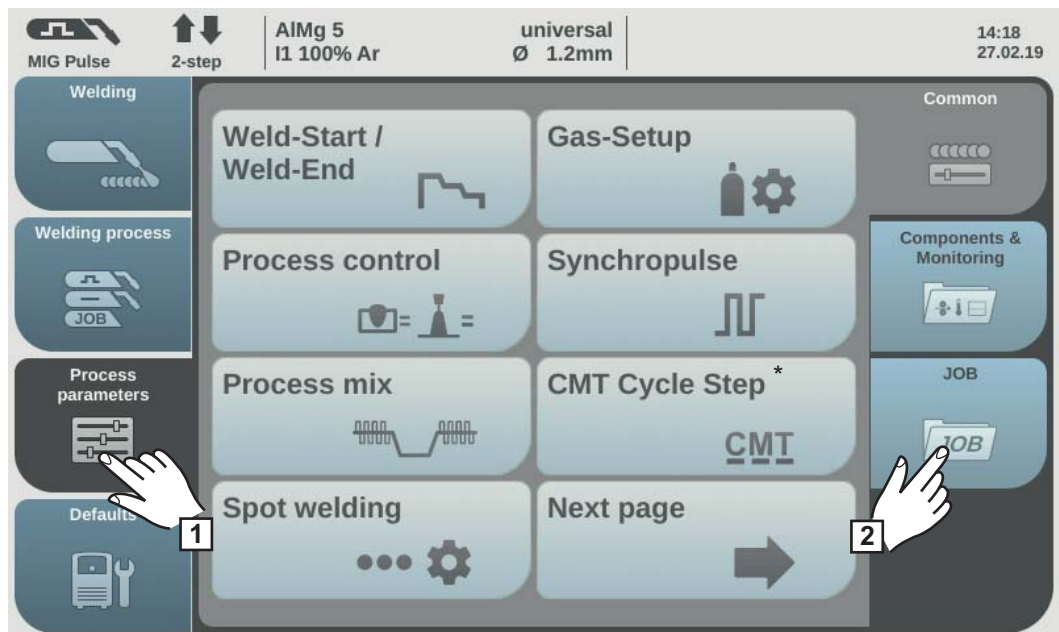 AlMg 5
universal
14:18
MIG Pulse
2-step
I1 100% Ar
Ø 1.2mm
27.02.19
Welding
Welding process
JOB
Process
parameters
1
Defaults
Weld-Start /
Weld-End
Gas-Setup
Process control
=
=
Synchropulse
Process mix
CMT Cycle Step *
CMT
Spot welding
Next page
Common
Components &
Monitoring
JOB
JOB
2